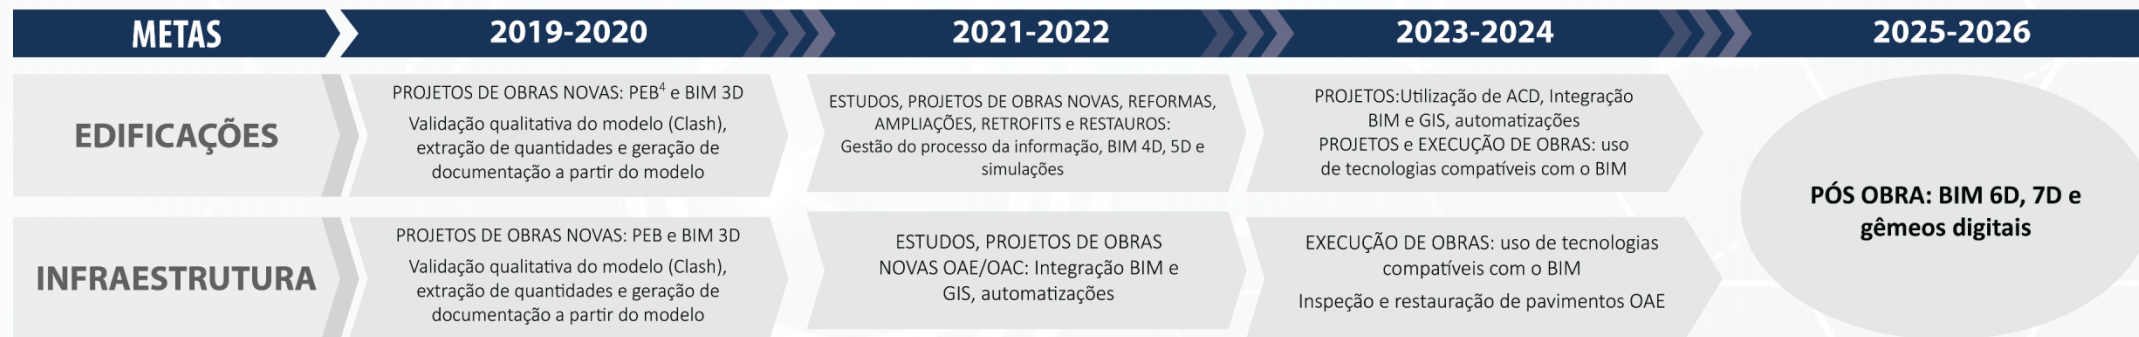 METAS
2019-2020
2021-2022
2023-2024
2025-2026
EDIFICAÇÕES
PROJETOS DE OBRAS NOVAS: PEB⁴ e BIM 3D
Validação qualitativa do modelo (Clash),
extração de quantidades e geração de
documentação a partir do modelo
ESTUDOS, PROJETOS DE OBRAS NOVAS, REFORMAS,
AMPLIAÇÕES, RETROFITS e RESTAUROS:
Gestão do processo da informação, BIM 4D, 5D e
simulações
PROJETOS:Utilização de ACD, Integração
BIM e GIS, automatizações
PROJETOS e EXECUÇÃO DE OBRAS: uso
de tecnologias compatíveis com o BIM
INFRAESTRUTURA
PROJETOS DE OBRAS NOVAS: PEB e BIM 3D
Validação qualitativa do modelo (Clash),
extração de quantidades e geração de
documentação a partir do modelo
ESTUDOS, PROJETOS DE OBRAS
NOVAS OAE/OAC: Integração BIM e
GIS, automatizações
EXECUÇÃO DE OBRAS: uso de tecnologias
compatíveis com o BIM
Inspeção e restauração de pavimentos OAE
PÓS OBRA: BIM 6D, 7D e
gêmeos digitais